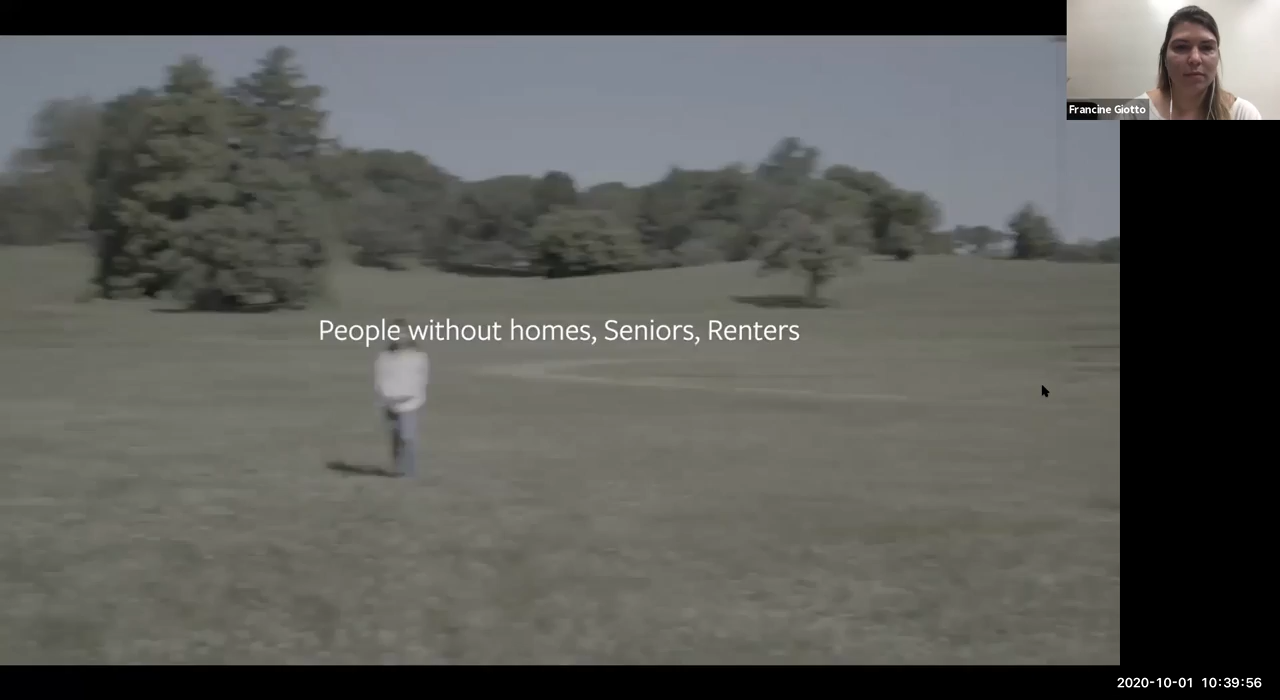 Francine Giotto
People without homes, Seniors, Renters
2020-10-01 10:39:56